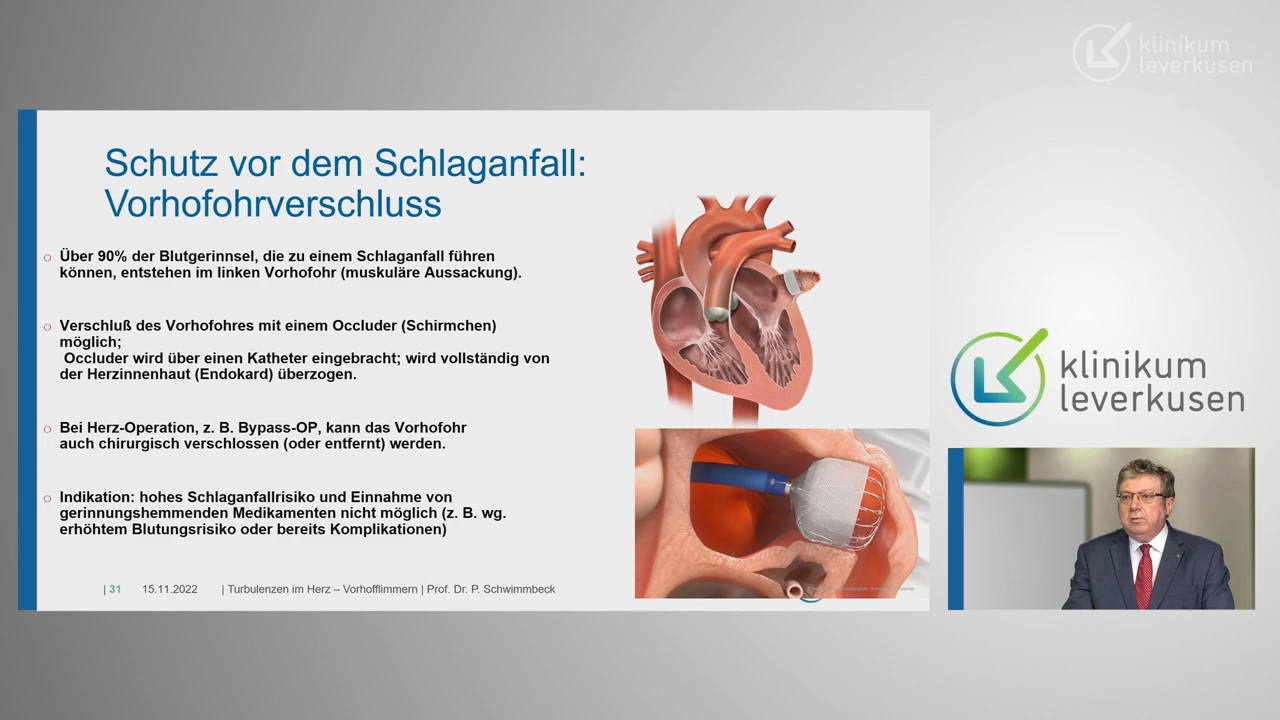 klinikum
leverkusen
Schutz vor dem Schlaganfall:
Vorhofohrverschluss
Über 90% der Blutgerinnsel, die zu einem Schlaganfall führen
können, entstehen im linken Vorhofohr (muskuläre Aussackung).
Verschluß des Vorhofohres mit einem Occluder (Schirmchen)
möglich;
Occluder wird über einen Katheter eingebracht; wird vollständig von
der Herzinnenhaut (Endokard) überzogen.
Bei Herz-Operation, z. B. Bypass-OP, kann das Vorhofohr
auch chirurgisch verschlossen (oder entfernt) werden.
Indikation: hohes Schlaganfallrisiko und Einnahme von
gerinnungshemmenden Medikamenten nicht möglich (z. B. wg.
erhöhtem Blutungsrisiko oder bereits Komplikationen)
| 31 15.11.2022 | Turbulenzen im Herz – Vorhofflimmern | Prof. Dr. P. Schwimmbeck
klinikum
leverkusen